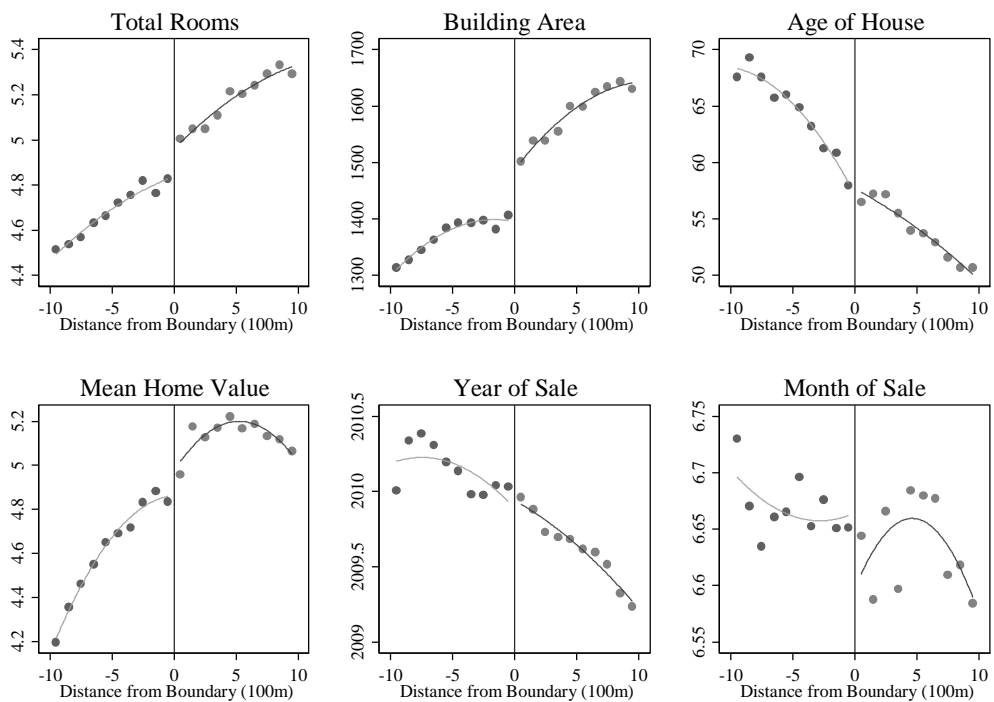 Total Rooms
5.4
5.2
5
4.8
4.6
4.4
-10 -5 0 5 10
Distance from Boundary (100m)
Building Area
1700
1600
1500
1400
1300
-10 -5 0 5 10
Distance from Boundary (100m)
Age of House
70
65
60
55
50
-10 -5 0 5 10
Distance from Boundary (100m)
Mean Home Value
5.2
5
4.8
4.6
4.4
4.2
-10 -5 0 5 10
Distance from Boundary (100m)
Year of Sale
2010.5
2010
2009.5
2009
-10 -5 0 5 10
Distance from Boundary (100m)
Month of Sale
6.75
6.7
6.65
6.6
6.55
-10 -5 0 5 10
Distance from Boundary (100m)